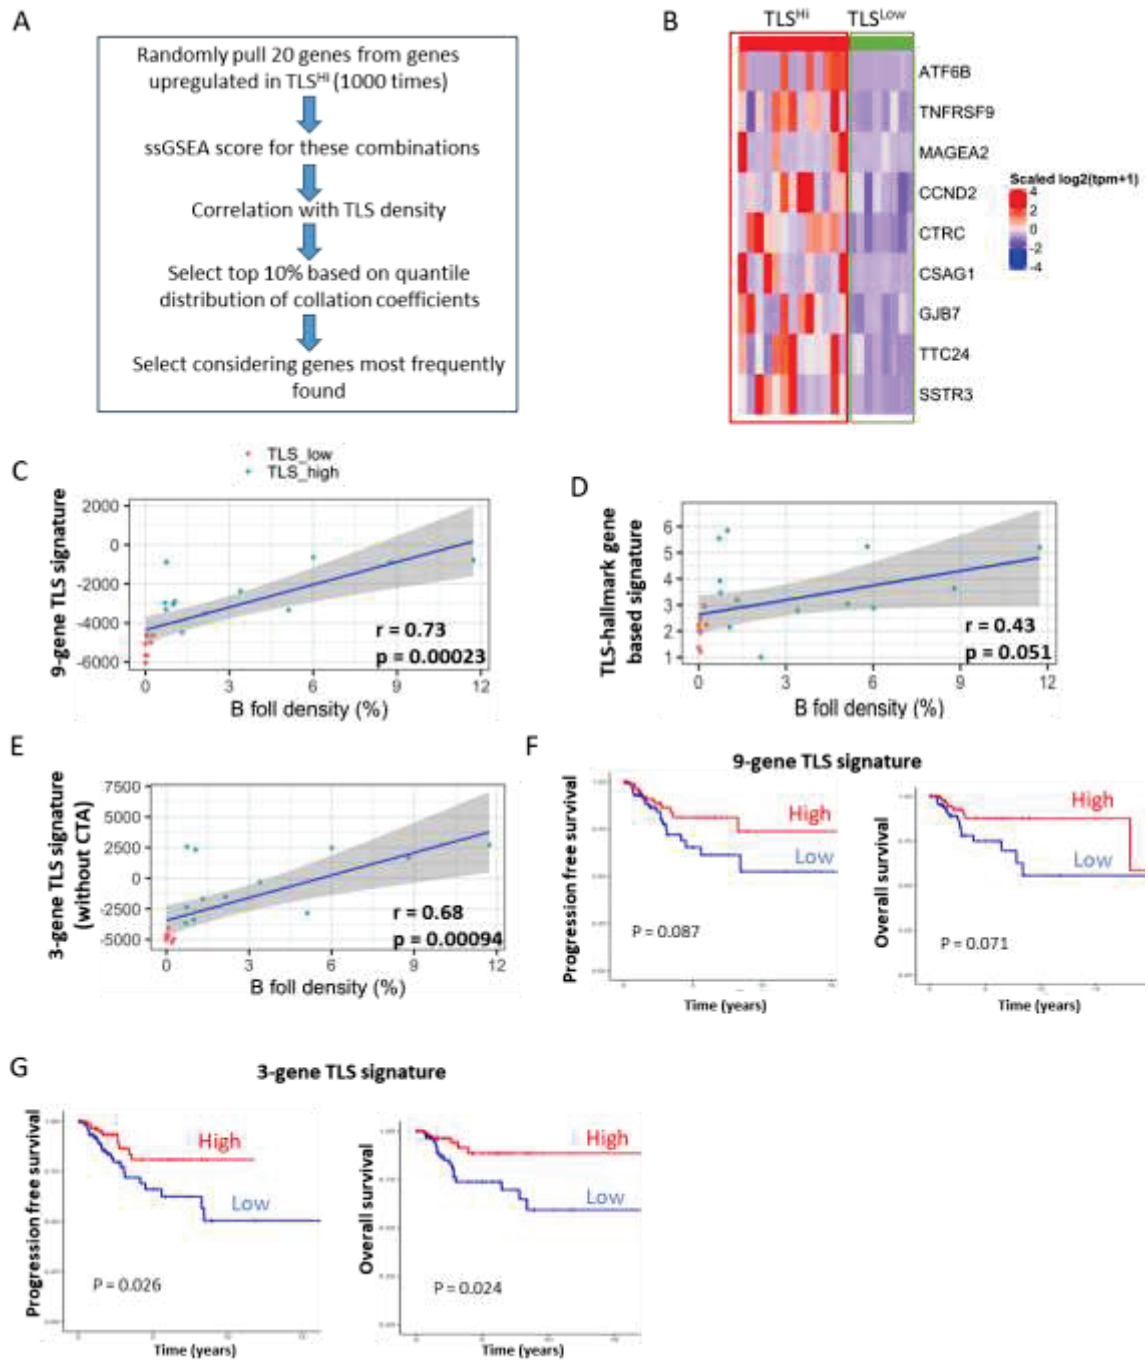 A
Randomly pull 20 genes from genes
upregulated in TLSHi (1000 times)
ssGSEA score for these combinations
Correlation with TLS density
Select top 10% based on quantile
distribution of collation coefficients
Select considering genes most frequently
found
B
TLSHi TLSLow
ATF6B
TNFRSF9
MAGEA2
CCND2
CTRC
CSAG1
GJB7
TTC24
SSTR3
Scaled log2(tpm+1)
4
2
0
-2
-4
C
TLS_low
TLS_high
9-gene TLS signature
2000
0
-2000
-4000
-6000
r = 0.73
p = 0.00023
0 3 6 9 12
B foll density (%)
D
TLS-hallmark gene
based signature
6
5
4
3
2
1
r = 0.43
p = 0.051
0 3 6 9 12
B foll density (%)
E
3-gene TLS signature
(without CTA)
7500
5000
2500
0
-2500
-5000
r = 0.68
p = 0.00094
0 3 6 9 12
B foll density (%)
F
9-gene TLS signature
Progression free survival
High
Low
P = 0.087
Time (years)
Overall survival
High
Low
P = 0.071
Time (years)
G
3-gene TLS signature
Progression free survival
High
Low
P = 0.026
Time (years)
Overall survival
High
Low
P = 0.024
Time (years)